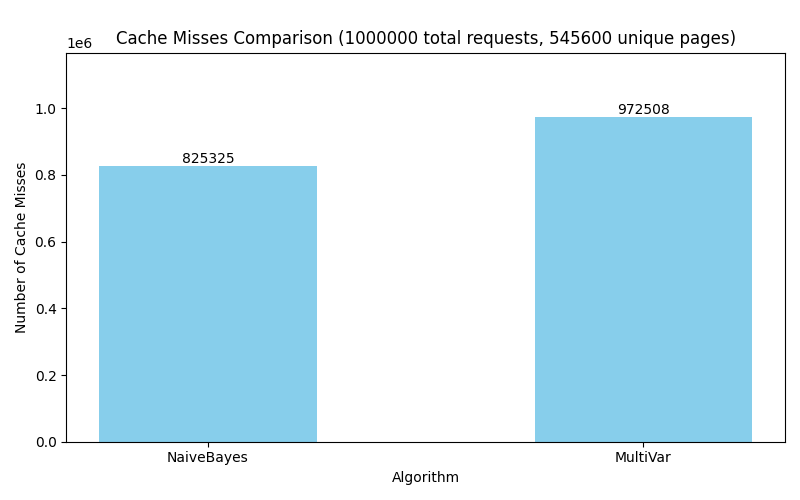 Cache Misses Comparison (1000000 total requests, 545600 unique pages)
1e6
1.0
0.8
0.6
0.4
0.2
0.0
Number of Cache Misses
825325
972508
NaiveBayes
MultiVar
Algorithm